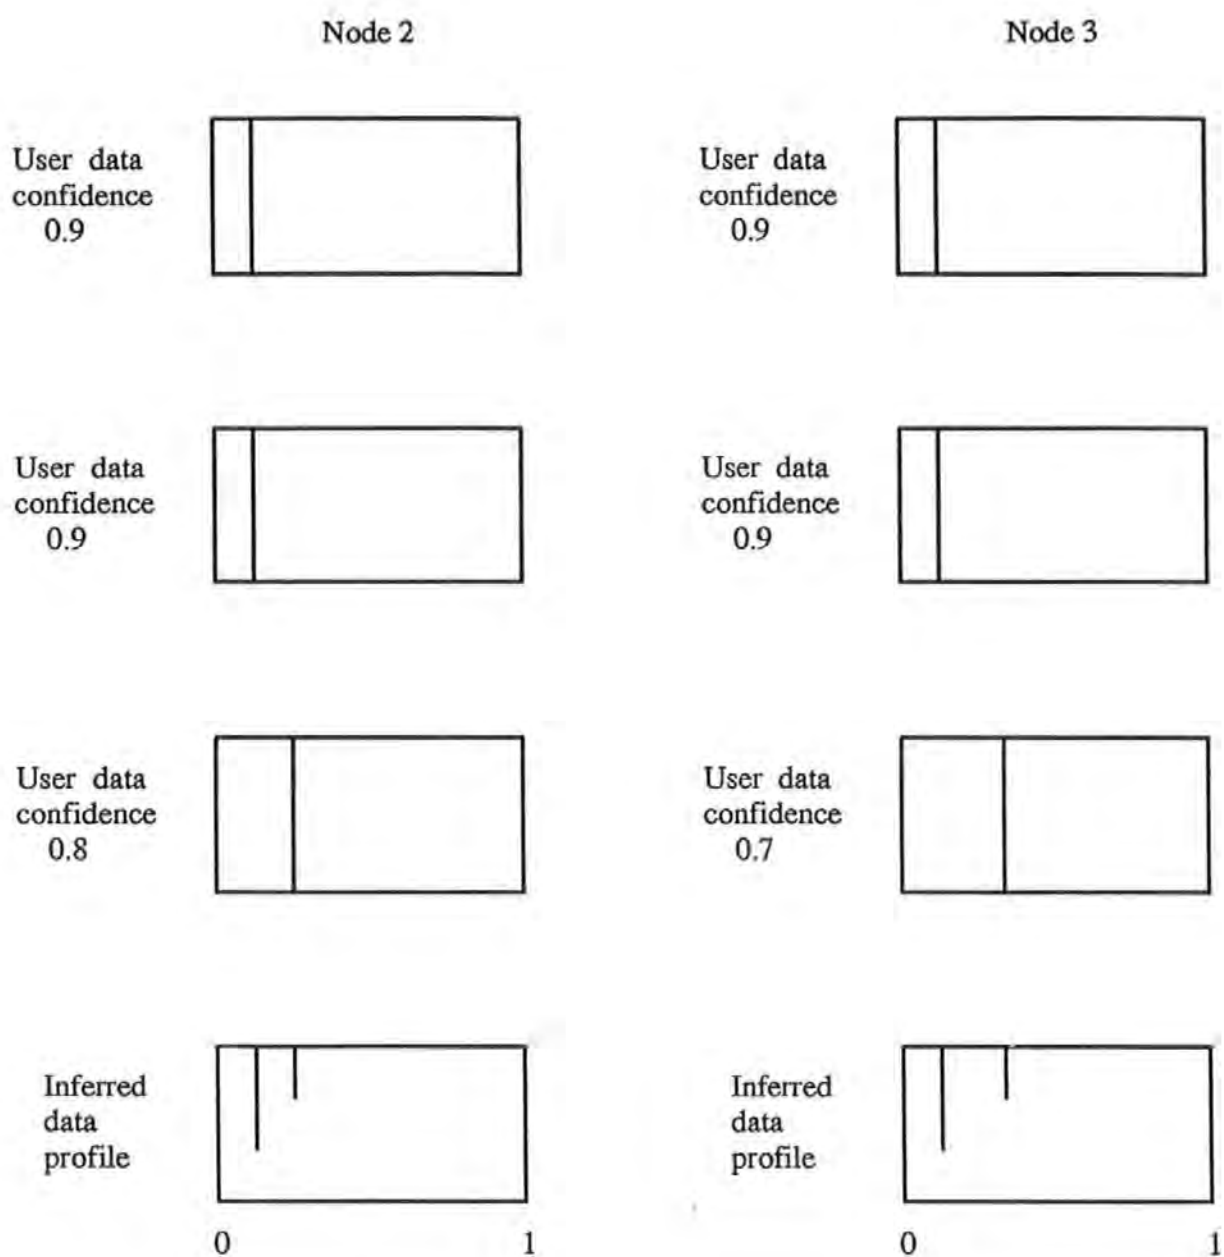 Node 2
Node 3
User data
confidence
0.9
User data
confidence
0.9
User data
confidence
0.9
User data
confidence
0.9
User data
confidence
0.8
User data
confidence
0.7
Inferred
data
profile
Inferred
data
profile
0 1
0 1